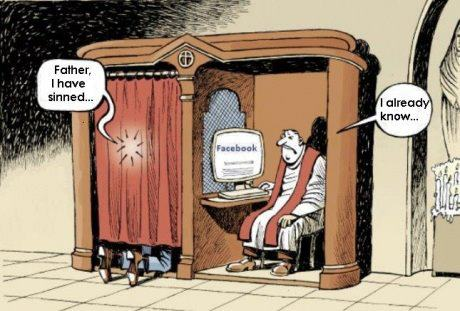 Father,
I have
sinned...
Facebook
I already
know...